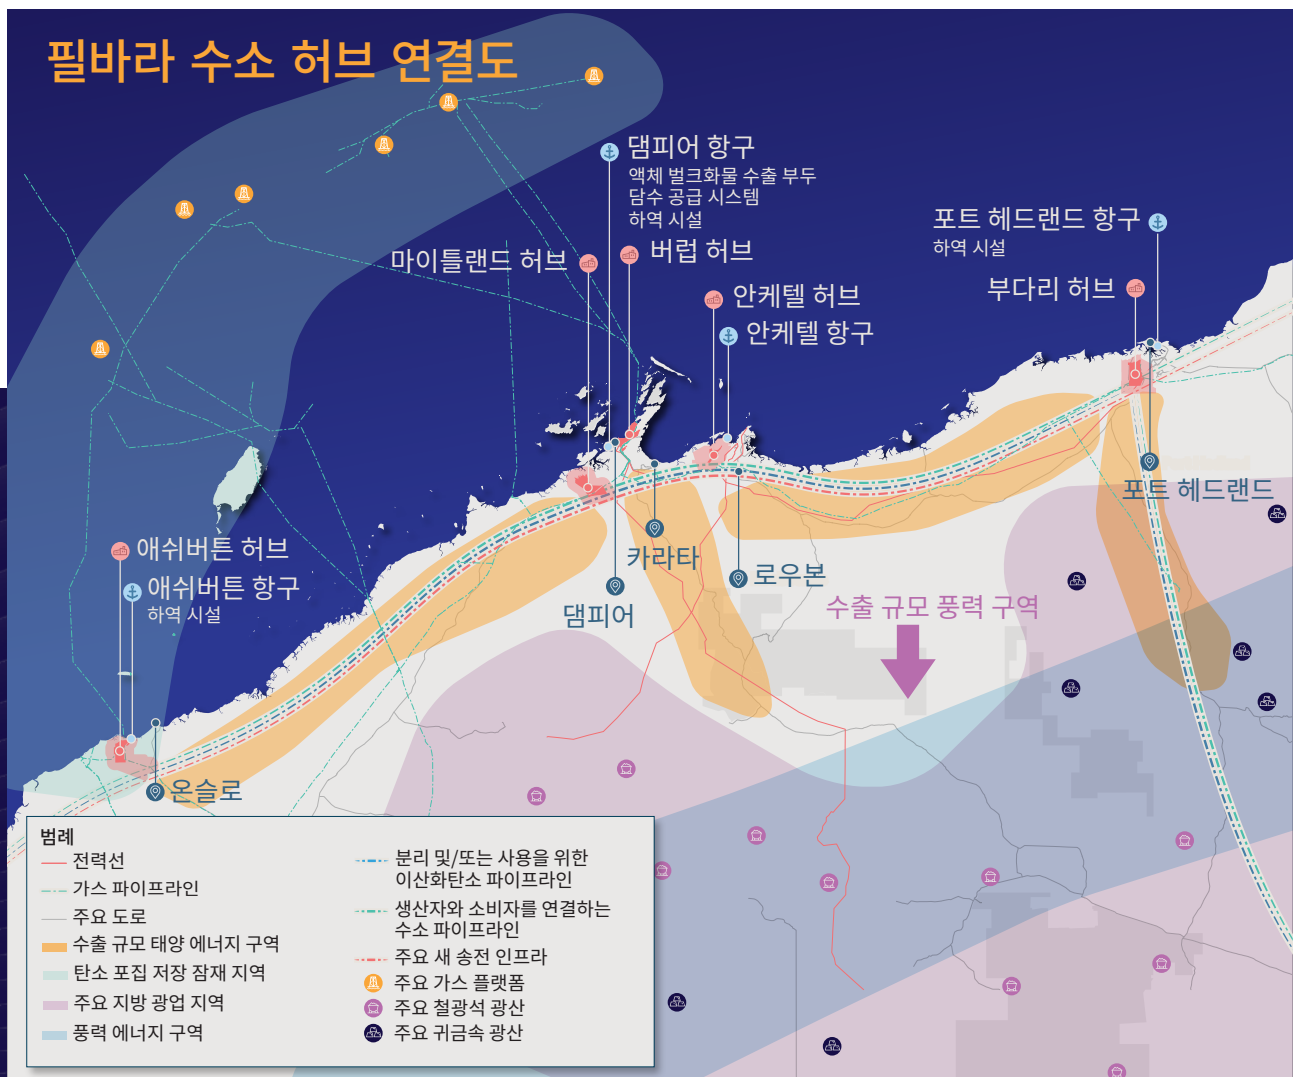 필바라 수소 허브 연결도
댐피어 항구
액체 벌크화물 수출 부두
담수 공급 시스템
하역 시설
포트 헤드랜드 항구
하역 시설
마이틀랜드 허브
버럽 허브
부다리 허브
안케텔 허브
안케텔 항구
포트 헤드랜드
애쉬버튼 허브
애쉬버튼 항구
하역 시설
카라타
로우본
댐피어
수출 규모 풍력 구역
온슬로
범례
전력선
가스 파이프라인
주요 도로
수출 규모 태양 에너지 구역
탄소 포집 저장 잠재 지역
주요 지방 광업 지역
풍력 에너지 구역
분리 및/또는 사용을 위한
이산화탄소 파이프라인
생산자와 소비자를 연결하는
수소 파이프라인
주요 새 송전 인프라
주요 가스 플랫폼
주요 철광석 광산
주요 귀금속 광산